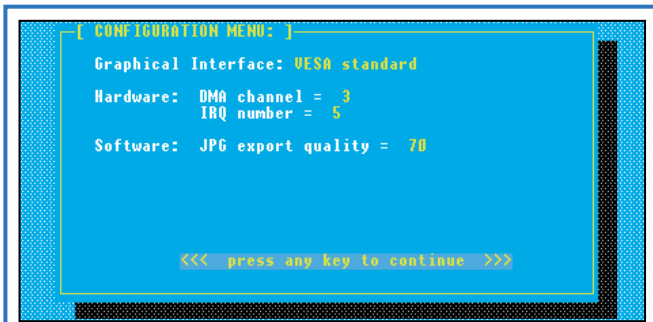 [ CONFIGURATION MENU: ]
Graphical Interface: VESA standard
Hardware: DMA channel = 3
IRQ number = 5
Software: JPG export quality = 70
<<< press any key to continue >>>